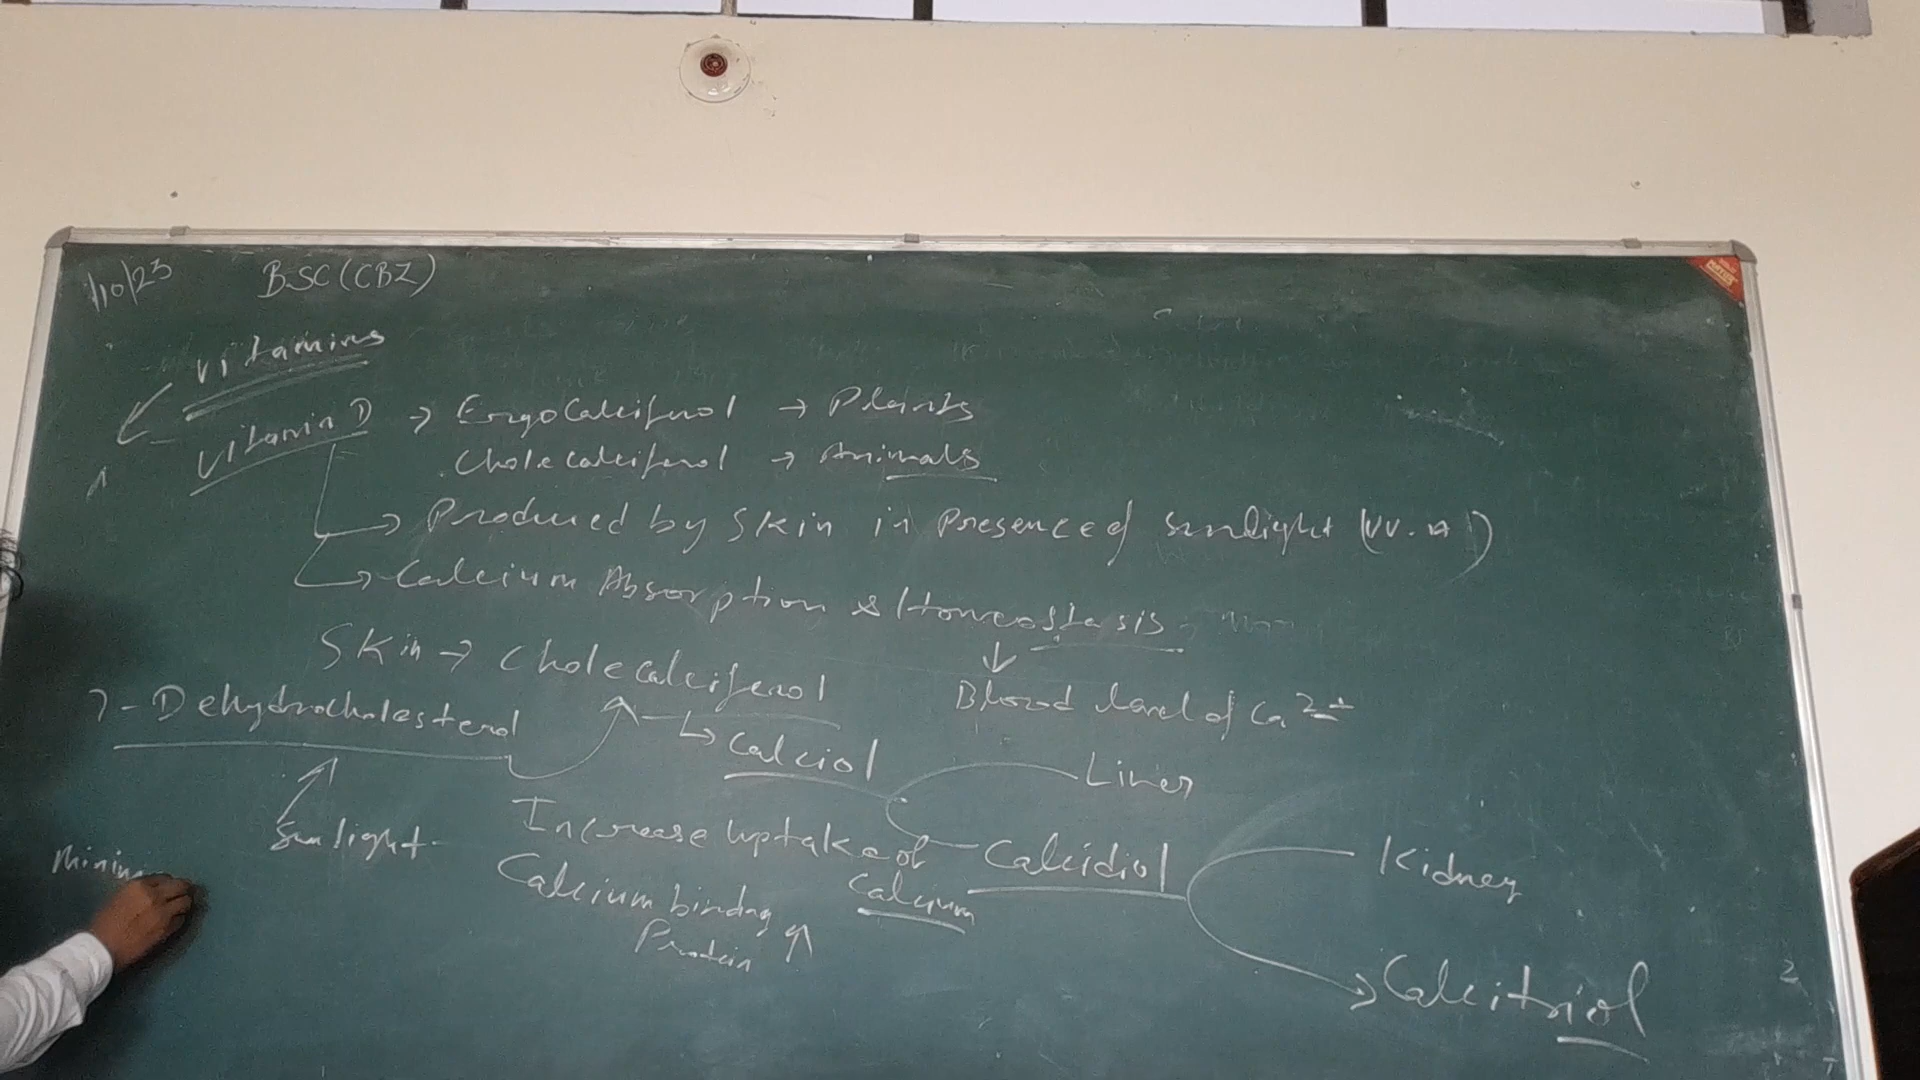 1/10/23 BSC (CBZ)
Vitamins
Vitamin D → Ergocalciferol → Plants
Cholecalciferol → Animals
→ Produced by Skin in Presence of sunlight
→ Calcium Absorption & Homeostasis
Skin → Cholecalciferol
↓
Blood level of Ca2+
7-Dehydrocholesterol
↳ Calciol
Liver
Sunlight
Increase uptake of Calcium
Calcidiol
Kidney
Calcium binding Protein ↑
Calcitriol